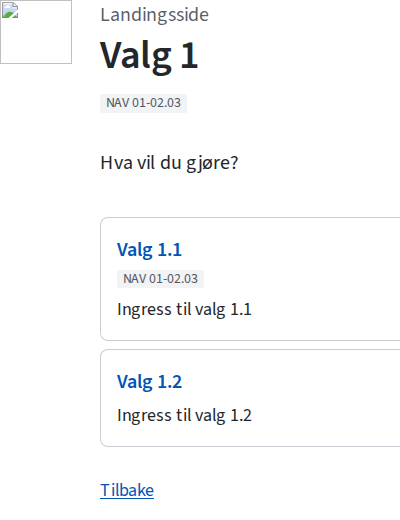 Landingsside
Valg 1
NAV 01-02.03
Hva vil du gjøre?
Valg 1.1
NAV 01-02.03
Ingress til valg 1.1
Valg 1.2
Ingress til valg 1.2
Tilbake